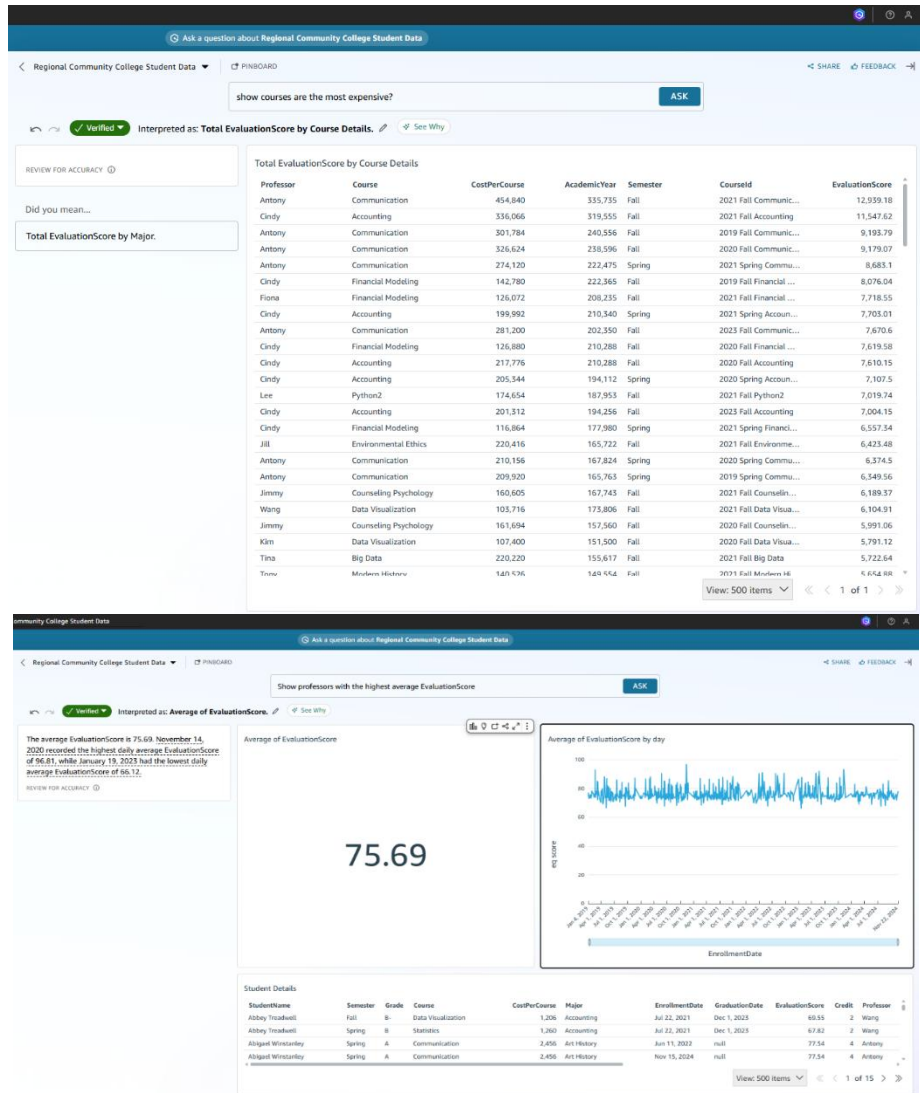 Ask a question about Regional Community College Student Data
Regional Community College Student Data
PINBOARD
SHARE
FEEDBACK
show courses are the most expensive?
ASK
Verified
Interpreted as: Total EvaluationScore by Course Details.
See Why
REVIEW FOR ACCURACY
Did you mean...
Total EvaluationScore by Major.
Total EvaluationScore by Course Details
Professor Course CostPerCourse AcademicYear Semester CourseId EvaluationScore
Antony Communication 454,840 335,735 Fall 2021 Fall Communic... 12,939.18
Cindy Accounting 336,066 319,555 Fall 2021 Fall Accounting 11,547.62
Antony Communication 301,784 240,556 Fall 2019 Fall Communic... 9,193.79
Antony Communication 326,624 238,596 Fall 2020 Fall Communic... 9,179.07
Antony Communication 274,120 222,475 Spring 2021 Spring Commu... 8,683.1
Cindy Financial Modeling 142,780 222,365 Fall 2019 Fall Financial ... 8,076.04
Fiona Financial Modeling 126,072 208,235 Fall 2021 Fall Financial ... 7,718.55
Cindy Accounting 199,992 210,340 Spring 2021 Spring Accoun... 7,703.01
Antony Communication 281,200 202,350 Fall 2023 Fall Communic... 7,670.6
Cindy Financial Modeling 126,880 210,288 Fall 2020 Fall Financial ... 7,619.58
Cindy Accounting 217,776 210,288 Fall 2020 Fall Accounting 7,610.15
Cindy Accounting 205,344 194,112 Spring 2020 Spring Accoun... 7,107.5
Lee Python2 174,654 187,953 Fall 2021 Fall Python2 7,019.74
Cindy Accounting 201,312 194,256 Fall 2023 Fall Accounting 7,004.15
Cindy Financial Modeling 116,864 177,980 Spring 2021 Spring Financi... 6,557.34
Jill Environmental Ethics 220,416 165,722 Fall 2021 Fall Environme... 6,423.48
Antony Communication 210,156 167,824 Spring 2020 Spring Commu... 6,374.5
Antony Communication 209,920 165,763 Spring 2019 Spring Commu... 6,349.56
Jimmy Counseling Psychology 160,605 167,743 Fall 2021 Fall Counselin... 6,189.37
Wang Data Visualization 103,716 173,806 Fall 2021 Fall Data Visua... 6,104.91
Jimmy Counseling Psychology 161,694 157,560 Fall 2020 Fall Counselin... 5,991.06
Kim Data Visualization 107,400 151,500 Fall 2020 Fall Data Visua... 5,791.12
Tina Big Data 220,220 155,617 Fall 2021 Fall Big Data 5,722.64
Tony Modern History 140,526 149,554 Fall 2021 Fall Modern Hi 5,654.88
View: 500 items
1 of 1
ommunity College Student Data
Ask a question about Regional Community College Student Data
Regional Community College Student Data
PINBOARD
SHARE
FEEDBACK
Show professors with the highest average EvaluationScore
ASK
Verified
Interpreted as: Average of EvaluationScore.
See Why
The average EvaluationScore is 75.69. November 14,
2020 recorded the highest daily average EvaluationScore
of 96.81, while January 19, 2023 had the lowest daily
average EvaluationScore of 66.12.
REVIEW FOR ACCURACY
Average of EvaluationScore
75.69
Average of EvaluationScore by day
100
80
60
40
20
0
EnrollmentDate
Student Details
StudentName Semester Grade Course CostPerCourse Major EnrollmentDate GraduationDate EvaluationScore Credit Professor
Abbey Treadwell Fall B- Data Visualization 1,206 Accounting Jul 22, 2021 Dec 1, 2023 69.55 2 Wang
Abbey Treadwell Spring B Statistics 1,260 Accounting Jul 22, 2021 Dec 1, 2023 67.82 2 Wang
Abigael Winstanley Spring A Communication 2,456 Art History Jun 11, 2022 null 77.54 4 Antony
Abigael Winstanley Spring A Communication 2,456 Art History Nov 15, 2024 null 77.54 4 Antony
View: 500 items
1 of 15